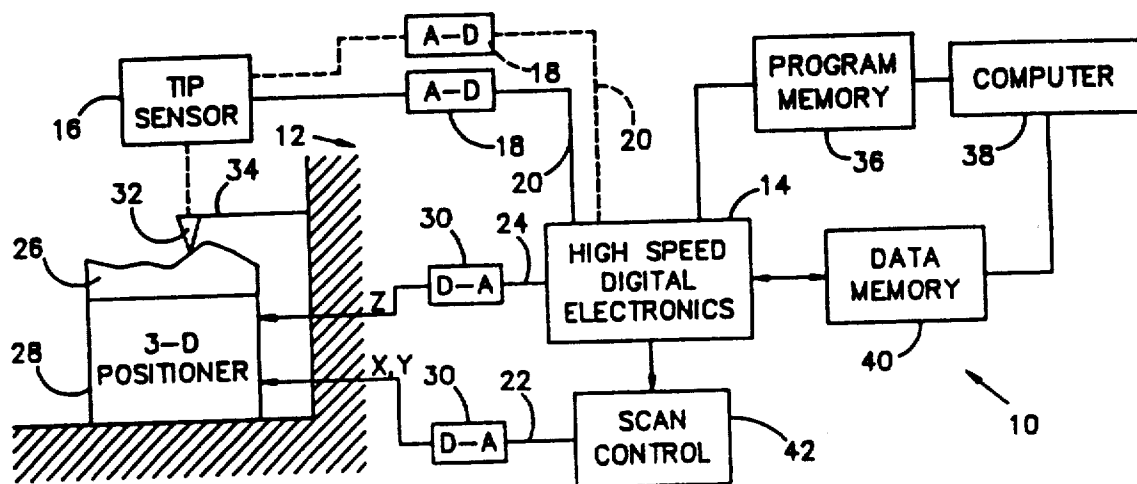 A-D
18
TIP
SENSOR
16
A-D
18
20
20
PROGRAM
MEMORY
36
COMPUTER
38
12
34
32
26
14
30
24
D-A
HIGH SPEED
DIGITAL
ELECTRONICS
DATA
MEMORY
40
Z
3-D
POSITIONER
28
X,Y
30
22
D-A
SCAN
CONTROL
42
10